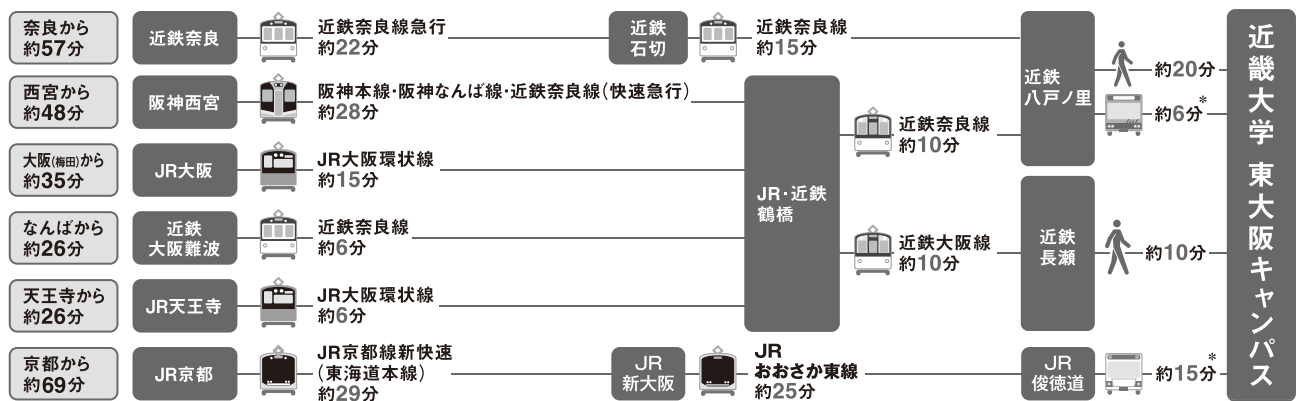 奈良から
約57分
近鉄奈良
近鉄奈良線急行
約22分
近鉄
石切
近鉄奈良線
約15分
西宮から
約48分
阪神西宮
阪神本線・阪神なんば線・近鉄奈良線（快速急行）
約28分
大阪(梅田)から
約35分
JR大阪
JR大阪環状線
約15分
なんばから
約26分
近鉄
大阪難波
近鉄奈良線
約6分
天王寺から
約26分
JR天王寺
JR大阪環状線
約6分
JR・近鉄
鶴橋
近鉄奈良線
約10分
近鉄大阪線
約10分
近鉄
八戸ノ里
約20分
約6分*
近鉄
長瀬
約10分
京都から
約69分
JR京都
JR京都線新快速
（東海道本線）
約29分
JR
新大阪
JR
おおさか東線
約25分
JR
俊徳道
約15分*
近畿大学 東大阪キャンパス